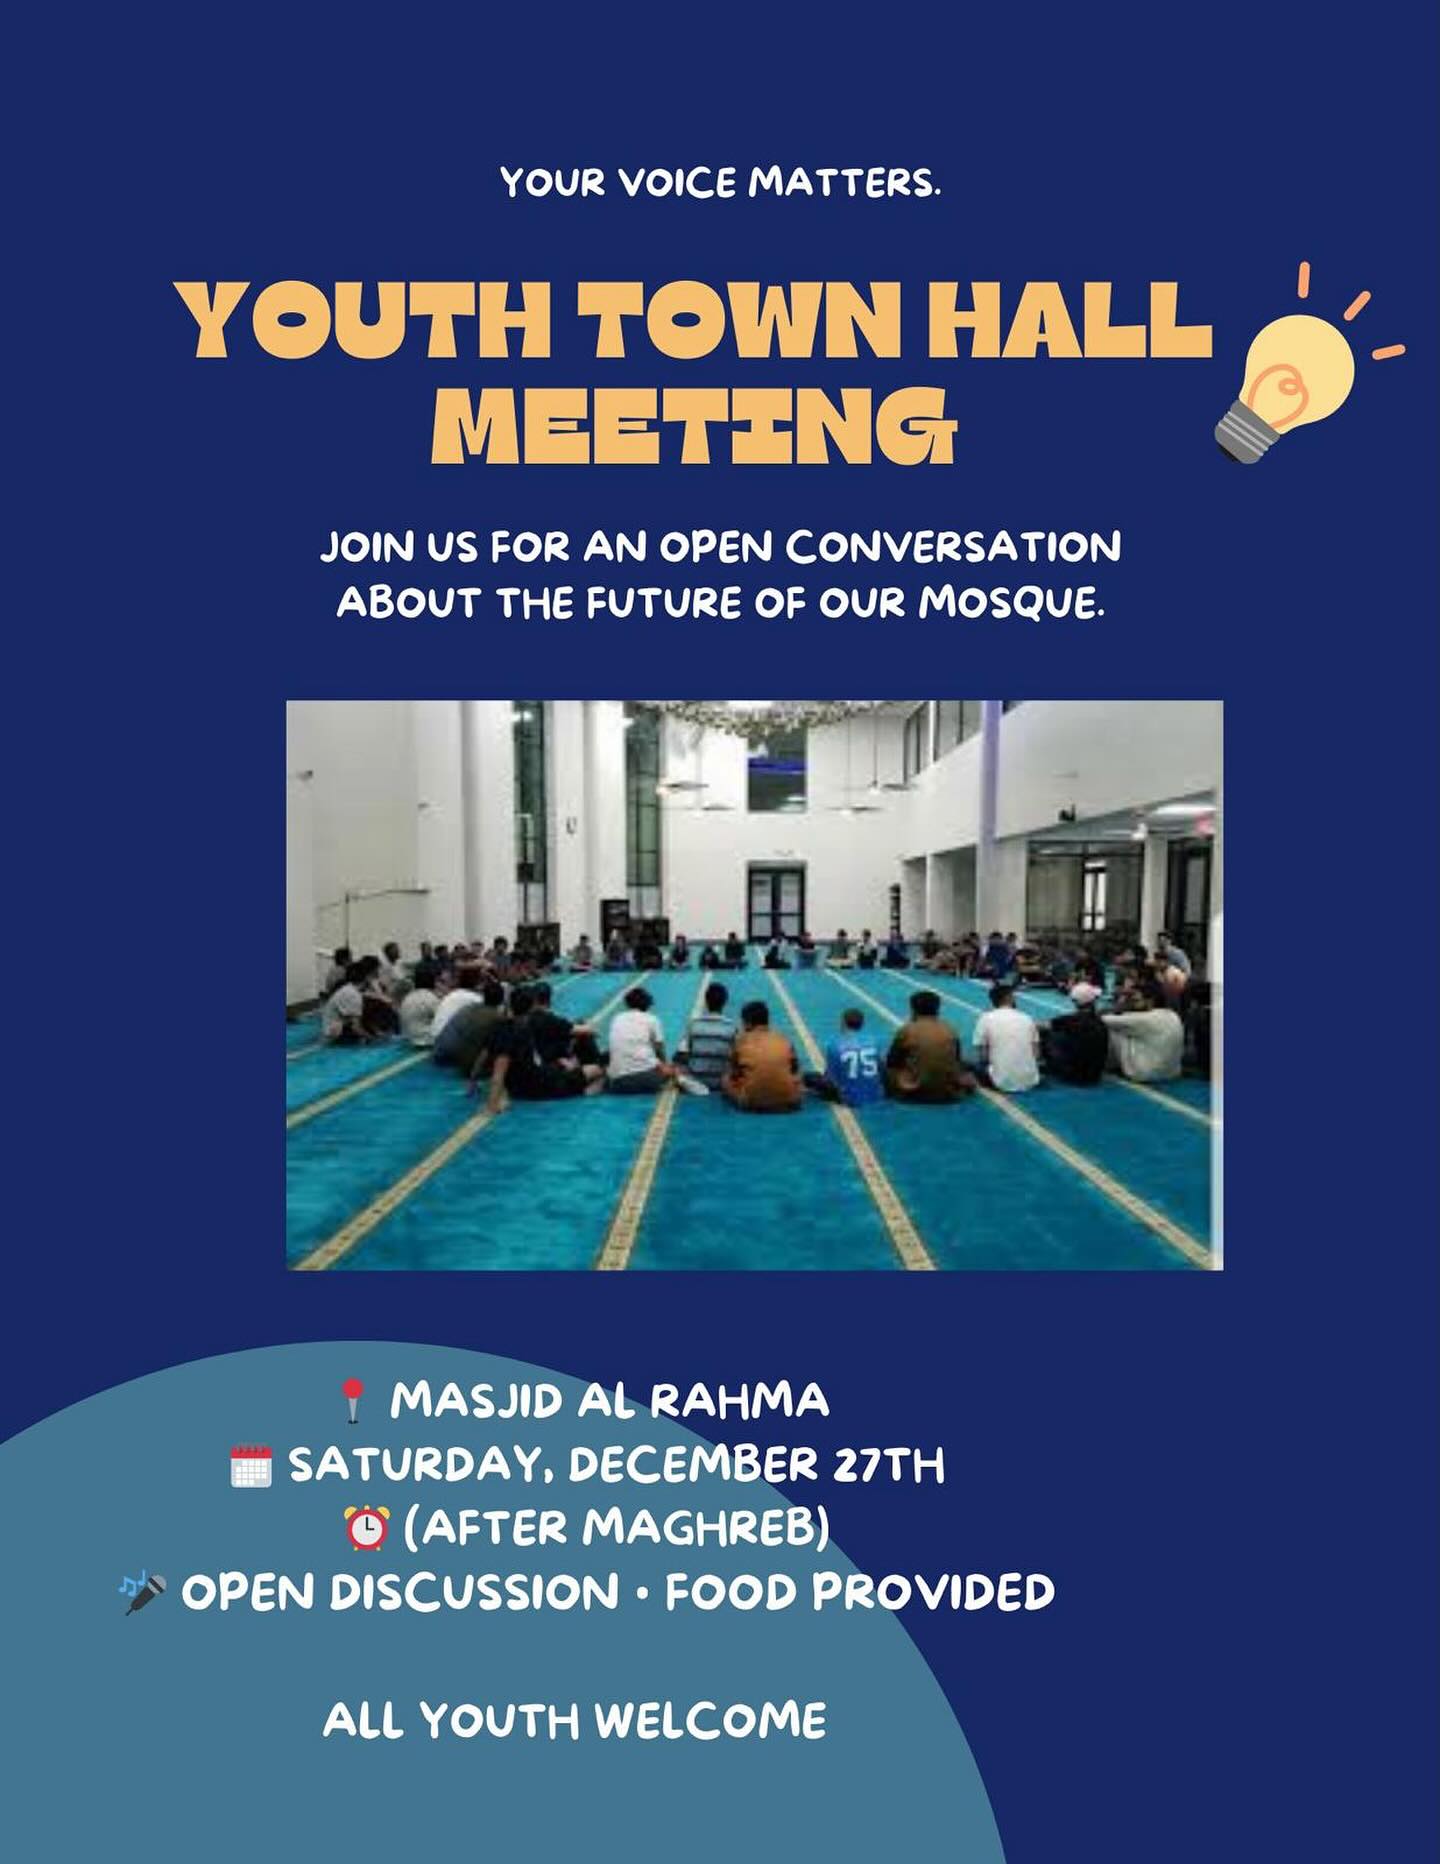 YOUR VOICE MATTERS.
YOUTH TOWN HALL
MEETING
JOIN US FOR AN OPEN CONVERSATION
ABOUT THE FUTURE OF OUR MOSQUE.
75
📍 MASJID AL RAHMA
📅 SATURDAY, DECEMBER 27TH
⏰ (AFTER MAGHREB)
🎤 OPEN DISCUSSION • FOOD PROVIDED
ALL YOUTH WELCOME